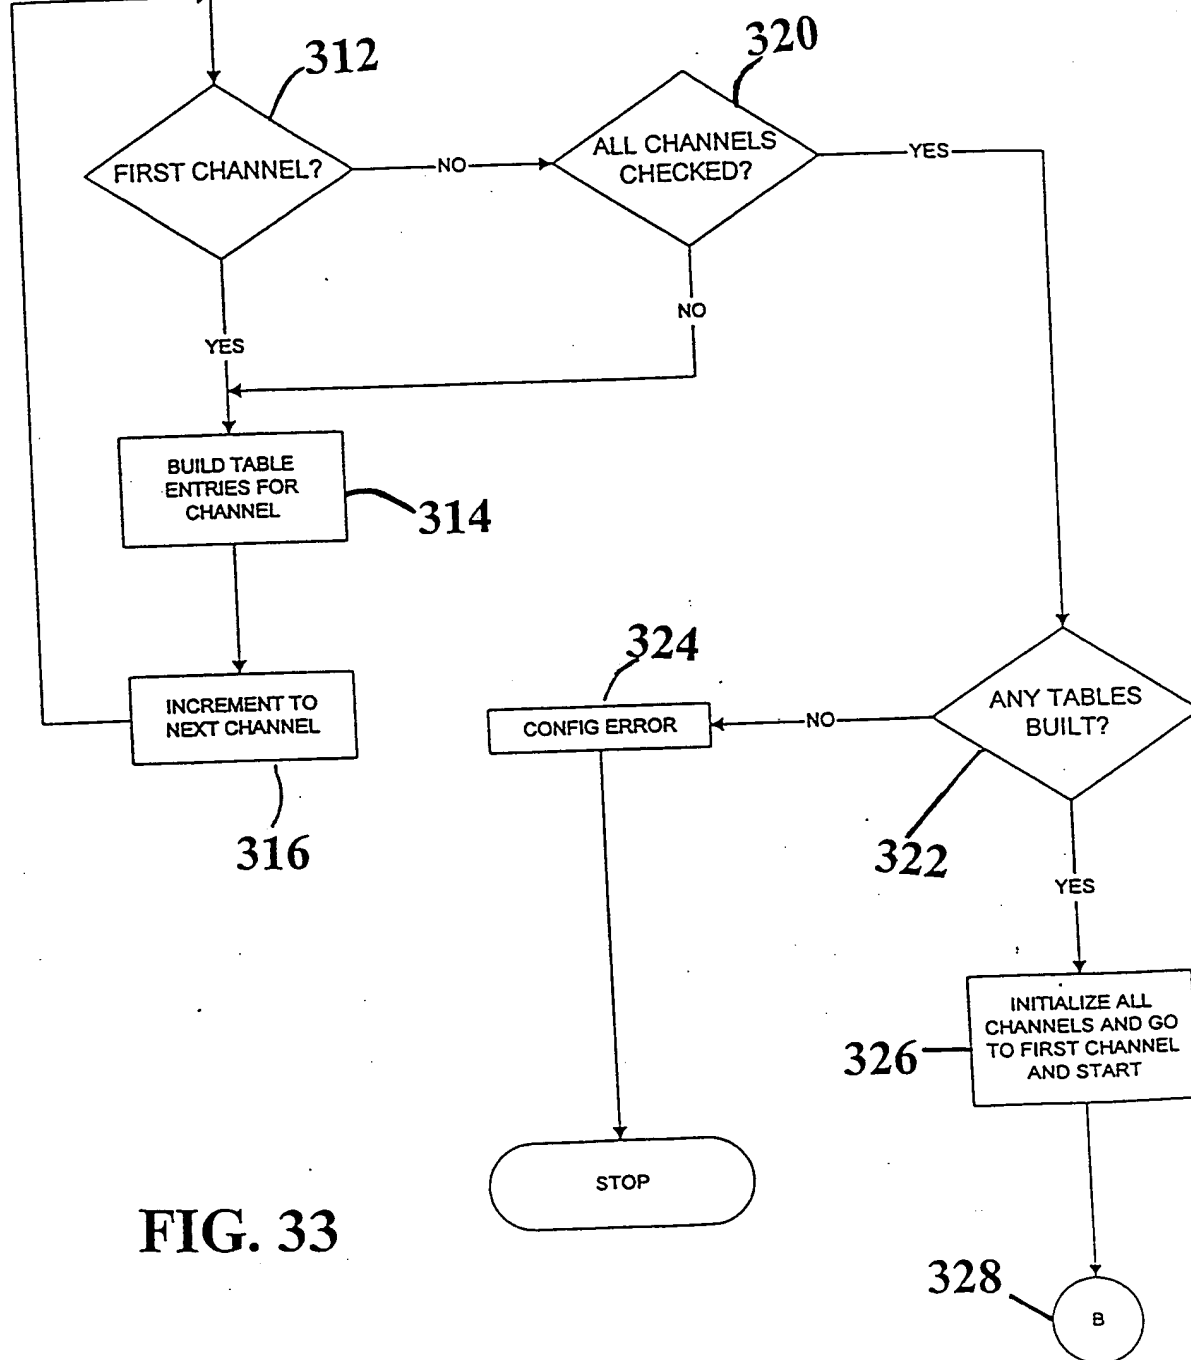 312
320
FIRST CHANNEL?
NO
ALL CHANNELS
CHECKED?
YES
NO
YES
BUILD TABLE
ENTRIES FOR
CHANNEL
314
324
INCREMENT TO
NEXT CHANNEL
CONFIG ERROR
NO
ANY TABLES
BUILT?
316
322
YES
INITIALIZE ALL
CHANNELS AND GO
TO FIRST CHANNEL
AND START
326
STOP
FIG. 33
328
B